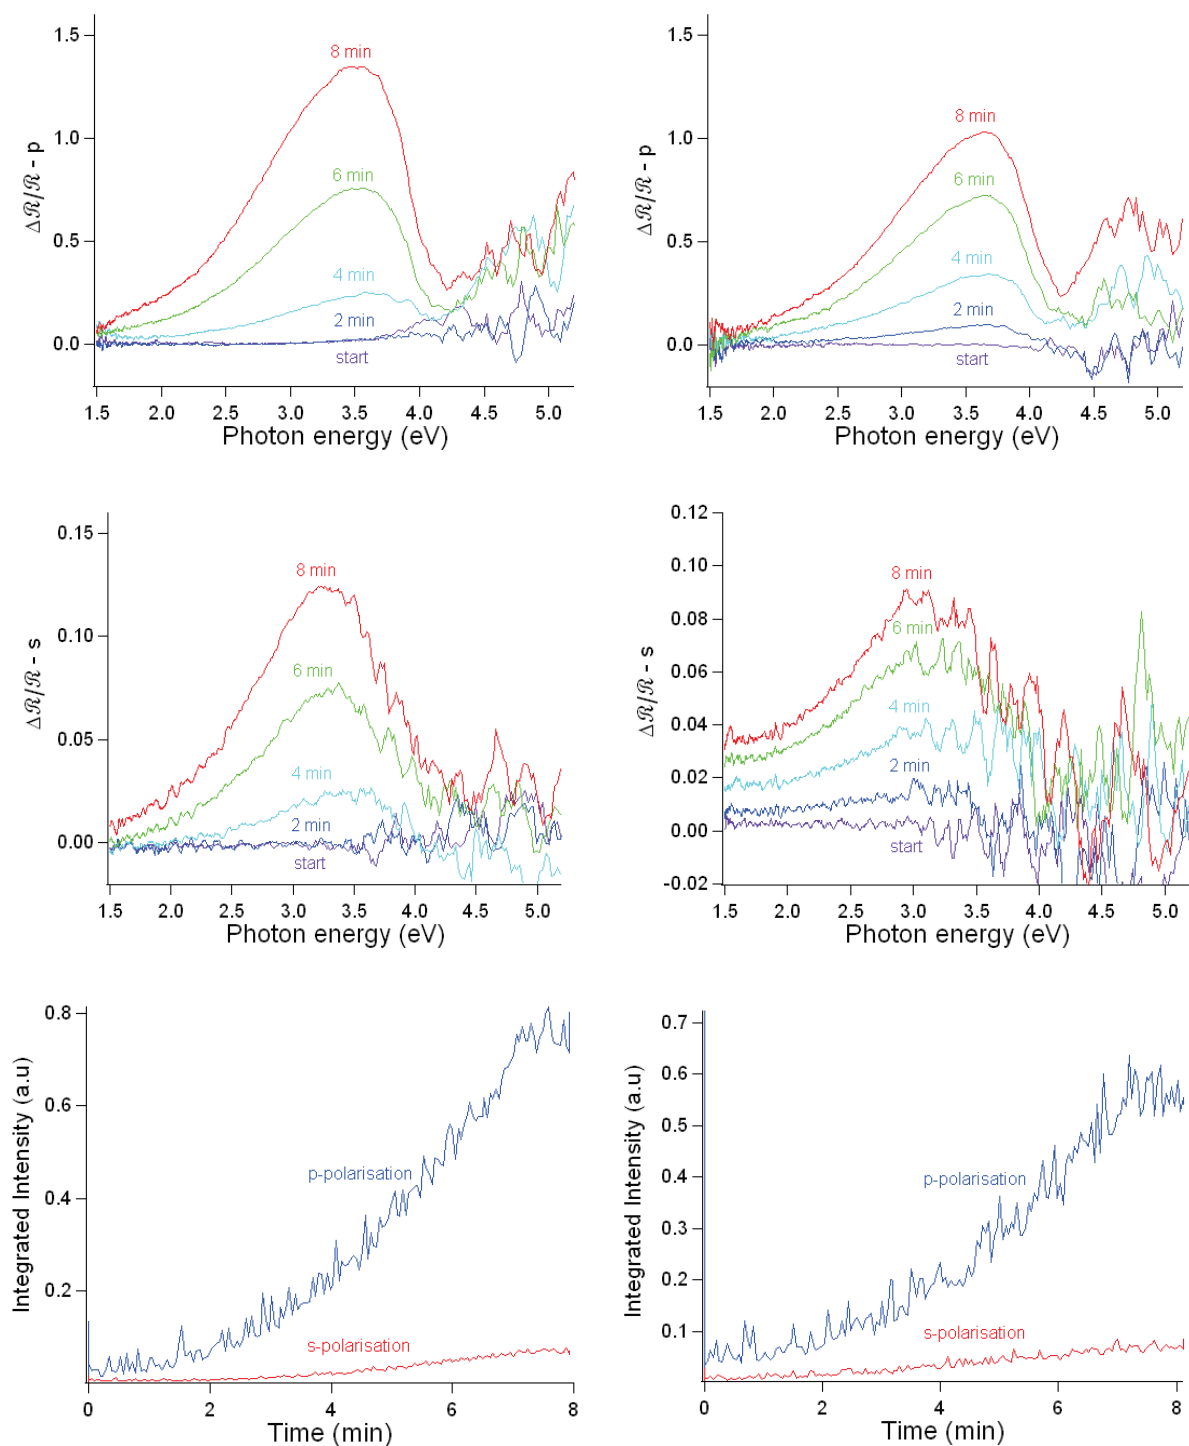 ΔR/R - p
1.5
1.0
0.5
0.0
8 min
6 min
4 min
2 min
start
1.5 2.0 2.5 3.0 3.5 4.0 4.5 5.0
Photon energy (eV)
ΔR/R - p
1.5
1.0
0.5
0.0
8 min
6 min
4 min
2 min
start
1.5 2.0 2.5 3.0 3.5 4.0 4.5 5.0
Photon energy (eV)
ΔR/R - s
0.15
0.10
0.05
0.00
8 min
6 min
4 min
2 min
start
1.5 2.0 2.5 3.0 3.5 4.0 4.5 5.0
Photon energy (eV)
ΔR/R - s
0.12
0.10
0.08
0.06
0.04
0.02
0.00
-0.02
8 min
6 min
4 min
2 min
start
1.5 2.0 2.5 3.0 3.5 4.0 4.5 5.0
Photon energy (eV)
Integrated Intensity (a.u)
0.8
0.6
0.4
0.2
p-polarisation
s-polarisation
0 2 4 6 8
Time (min)
Integrated Intensity (a.u)
0.7
0.6
0.5
0.4
0.3
0.2
0.1
p-polarisation
s-polarisation
0 2 4 6 8
Time (min)